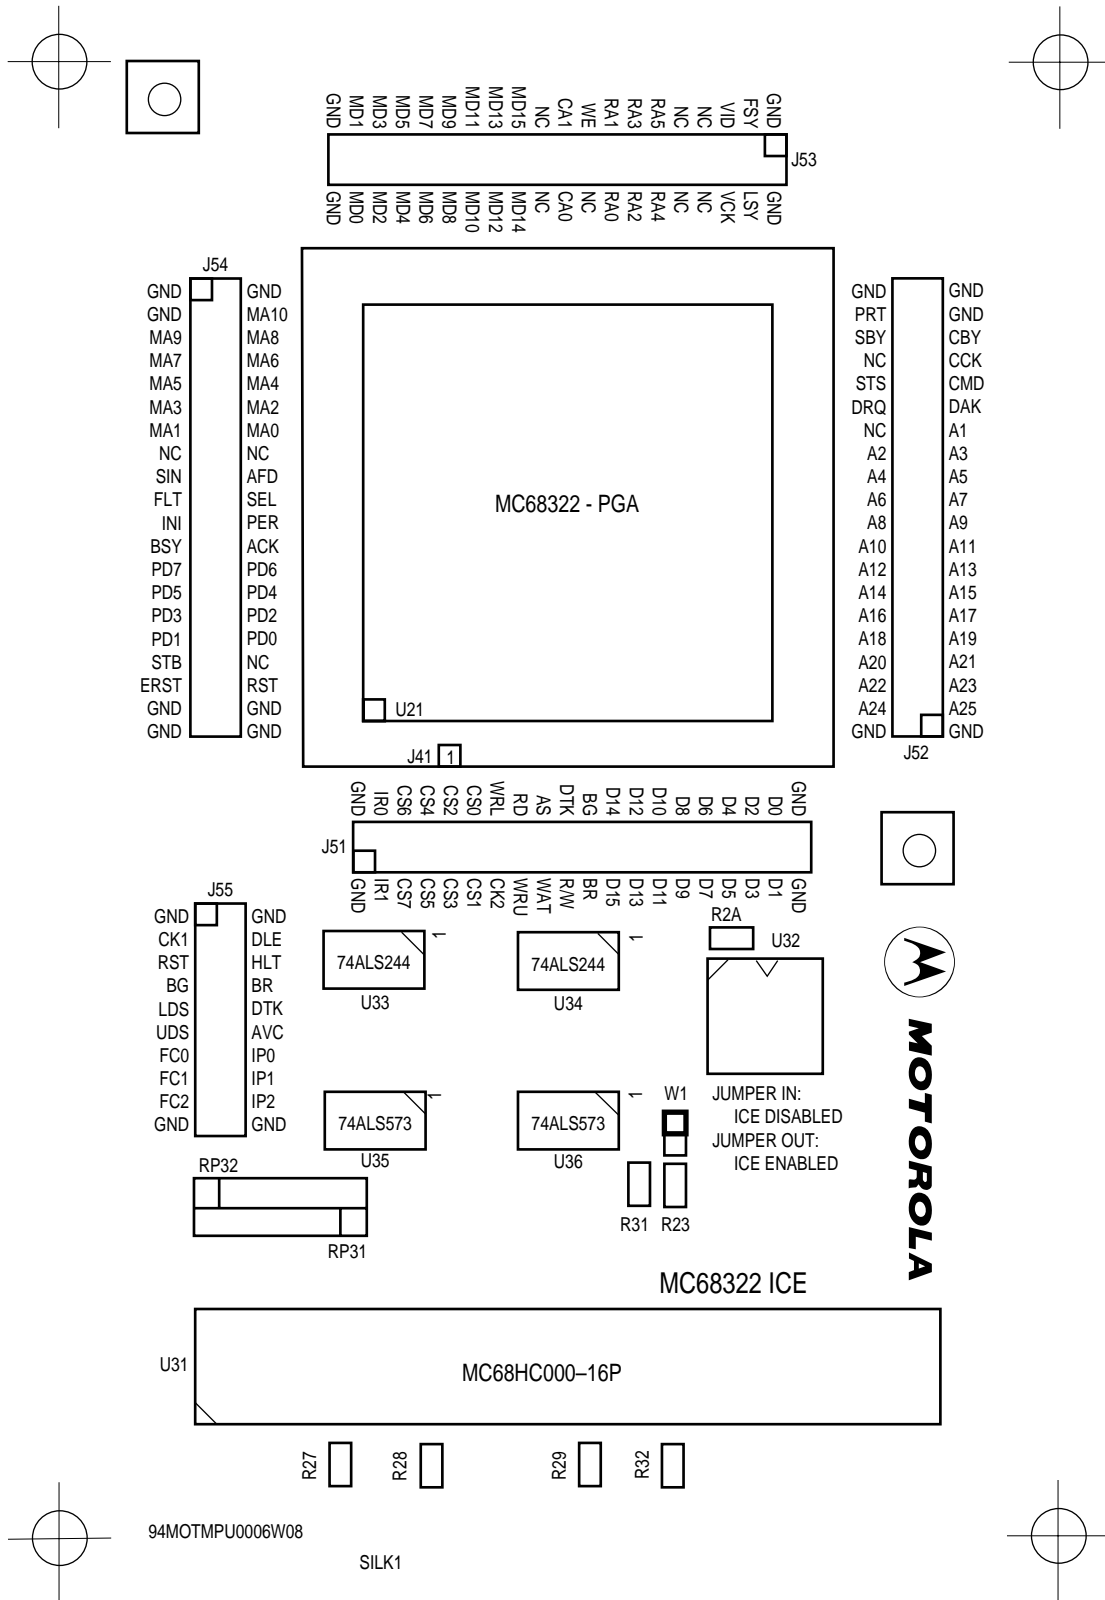 GND MD1 MD3 MD5 MD7 MD9 MD11 MD13 MD15 NC CA1 WE RA1 RA3 RA5 NC NC VID FSY GND
J53
GND MD0 MD2 MD4 MD6 MD8 MD10 MD12 MD14 NC CA0 NC RA0 RA2 RA4 NC NC VCK LSY GND
J54
GND GND
GND MA10
MA9 MA8
MA7 MA6
MA5 MA4
MA3 MA2
MA1 MA0
NC NC
SIN AFD
FLT SEL
INI PER
BSY ACK
PD7 PD6
PD5 PD4
PD3 PD2
PD1 PD0
STB NC
ERST RST
GND GND
GND GND
MC68322 - PGA
U21
J41 1
GND GND
PRT GND
SBY CBY
NC CCK
STS CMD
DRQ DAK
NC A1
A2 A3
A4 A5
A6 A7
A8 A9
A10 A11
A12 A13
A14 A15
A16 A17
A18 A19
A20 A21
A22 A23
A24 A25
GND GND
J52
GND IR0 CS6 CS4 CS2 CS0 WRL RD AS DTK BG D14 D12 D10 D8 D6 D4 D2 D0 GND
J51
GND IR1 CS7 CS5 CS3 CS1 CK2 WRU WAT R/W BR D15 D13 D11 D9 D7 D5 D3 D1 GND
J55
GND GND
CK1 DLE
RST HLT
BG BR
LDS DTK
UDS AVC
FC0 IP0
FC1 IP1
FC2 IP2
GND GND
74ALS244 1
U33
74ALS244 1
U34
R2A
U32
74ALS573 1
U35
74ALS573 1
U36
W1
JUMPER IN:
ICE DISABLED
JUMPER OUT:
ICE ENABLED
R31 R23
MOTOROLA
RP32
RP31
MC68322 ICE
U31
MC68HC000–16P
R27 R28 R29 R32
94MOTMPU0006W08
SILK1